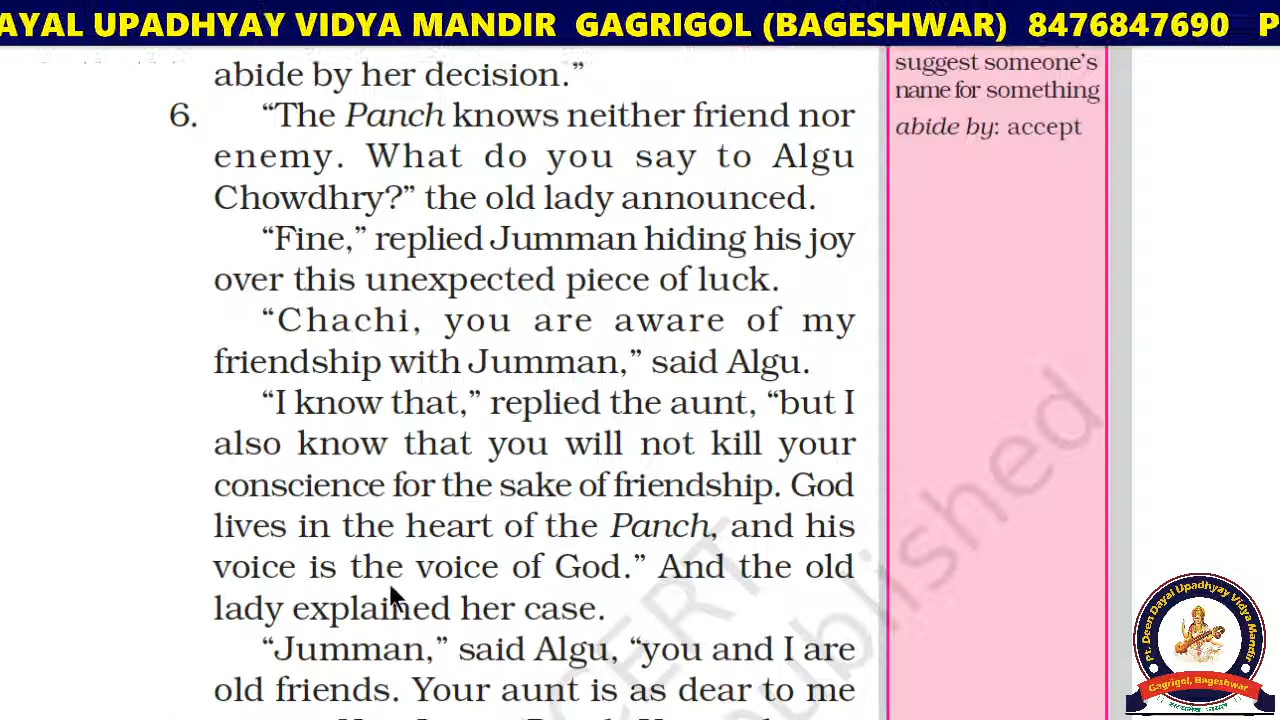 AYAL UPADHYAY VIDYA MANDIR GAGRIGOL (BAGESHWAR) 8476847690 P
abide by her decision.”
6. “The Panch knows neither friend nor
enemy. What do you say to Algu
Chowdhry?” the old lady announced.
“Fine,” replied Jumman hiding his joy
over this unexpected piece of luck.
“Chachi, you are aware of my
friendship with Jumman,” said Algu.
“I know that,” replied the aunt, “but I
also know that you will not kill your
conscience for the sake of friendship. God
lives in the heart of the Panch, and his
voice is the voice of God.” And the old
lady explained her case.
“Jumman,” said Algu, “you and I are
old friends. Your aunt is as dear to me
suggest someone’s
name for something
abide by: accept
Pt. Deen Dayal Upadhyay Vidya Mandir
Gagrigol, Bageshwar